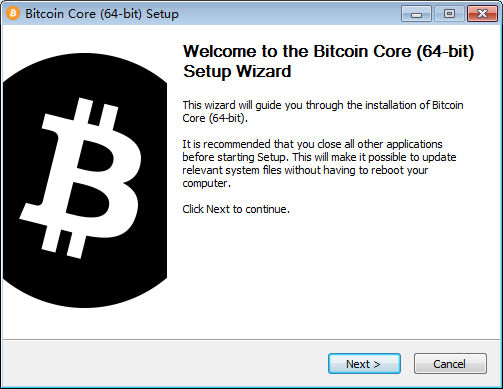 Bitcoin Core (64-bit) Setup
Welcome to the Bitcoin Core (64-bit)
Setup Wizard
This wizard will guide you through the installation of Bitcoin
Core (64-bit).
It is recommended that you close all other applications
before starting Setup. This will make it possible to update
relevant system files without having to reboot your
computer.
Click Next to continue.
Next >
Cancel